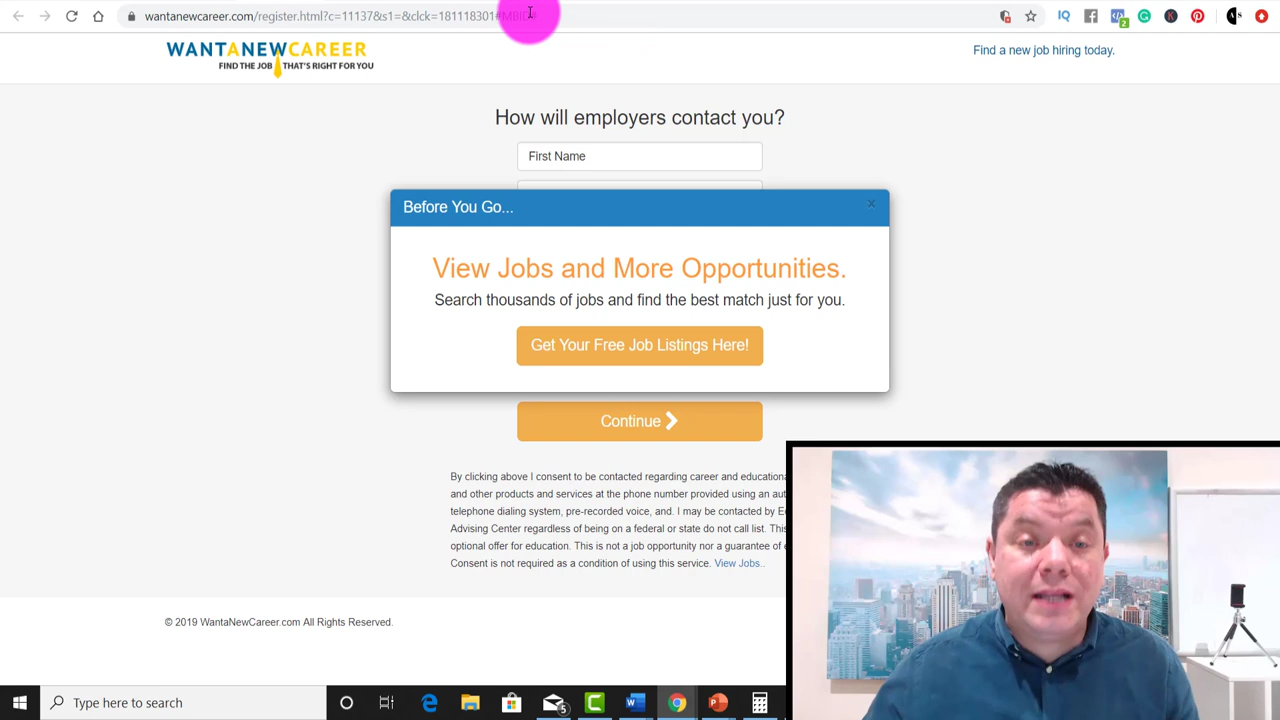 wantanewcareer.com/register.html?c=11137&s1=&clck=181118301#MBID#
IQ
2
WANTANEWCAREER
FIND THE JOB THAT'S RIGHT FOR YOU
Find a new job hiring today.
How will employers contact you?
First Name
Before You Go...
×
View Jobs and More Opportunities.
Search thousands of jobs and find the best match just for you.
Get Your Free Job Listings Here!
Continue
By clicking above I consent to be contacted regarding career and educationa
and other products and services at the phone number provided using an aut
telephone dialing system, pre-recorded voice, and. I may be contacted by E
Advising Center regardless of being on a federal or state do not call list. This
optional offer for education. This is not a job opportunity nor a guarantee of e
Consent is not required as a condition of using this service. View Jobs..
© 2019 WantaNewCareer.com All Rights Reserved.
Type here to search
5